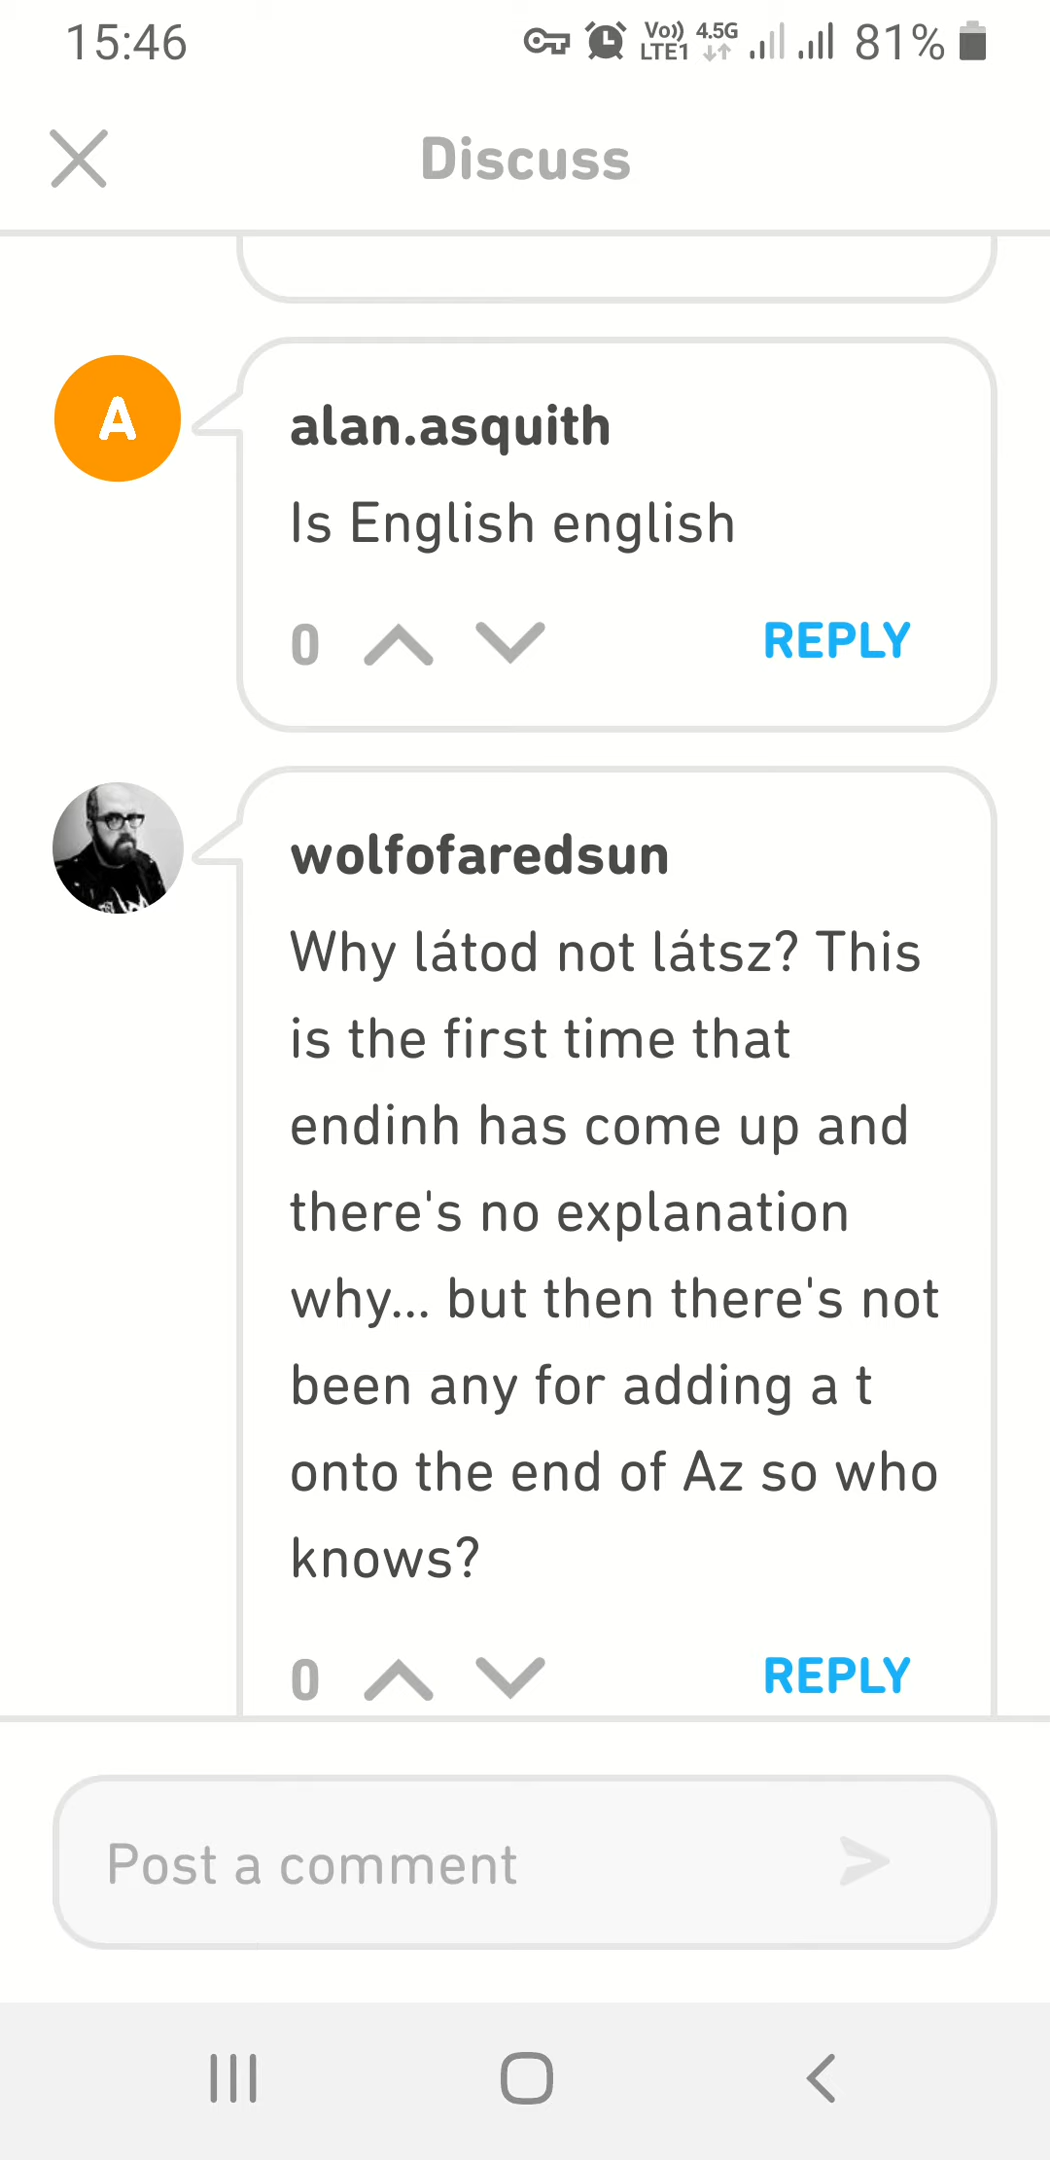 15:46 Vo)) LTE1 4.5G 81%
Discuss
A
alan.asquith
Is English english
0 REPLY
wolfofaredsun
Why látod not látsz? This
is the first time that
endinh has come up and
there's no explanation
why... but then there's not
been any for adding a t
onto the end of Az so who
knows?
0 REPLY
Post a comment